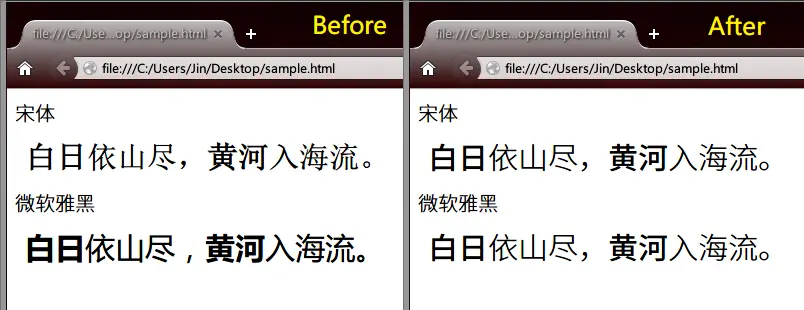 Before
file:///C:/Use...op/sample.html × +
file:///C:/Users/Jin/Desktop/sample.html
宋体
白日依山尽，黄河入海流。
微软雅黑
白日依山尽，黄河入海流。
After
file:///C:/Use...op/sample.html × +
file:///C:/Users/Jin/Desktop/sample.html
宋体
白日依山尽，黄河入海流。
微软雅黑
白日依山尽，黄河入海流。